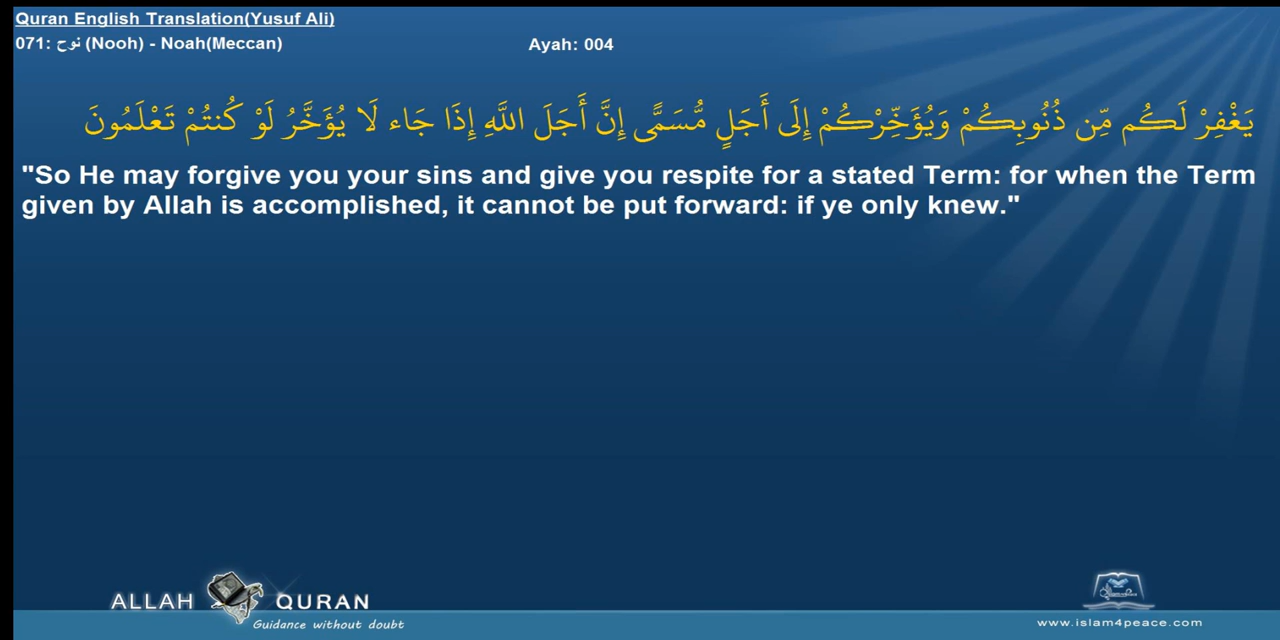 Quran English Translation(Yusuf Ali)
071: نوح (Nooh) - Noah(Meccan)
Ayah: 004
يَغْفِرْ لَكُم مِّن ذُنُوبِكُمْ وَيُؤَخِّرْكُمْ إِلَى أَجَلٍ مُّسَمًّى إِنَّ أَجَلَ اللَّهِ إِذَا جَاء لَا يُؤَخَّرُ لَوْ كُنتُمْ تَعْلَمُونَ
"So He may forgive you your sins and give you respite for a stated Term: for when the Term
given by Allah is accomplished, it cannot be put forward: if ye only knew."
ALLAH QURAN
Guidance without doubt
www.islam4peace.com